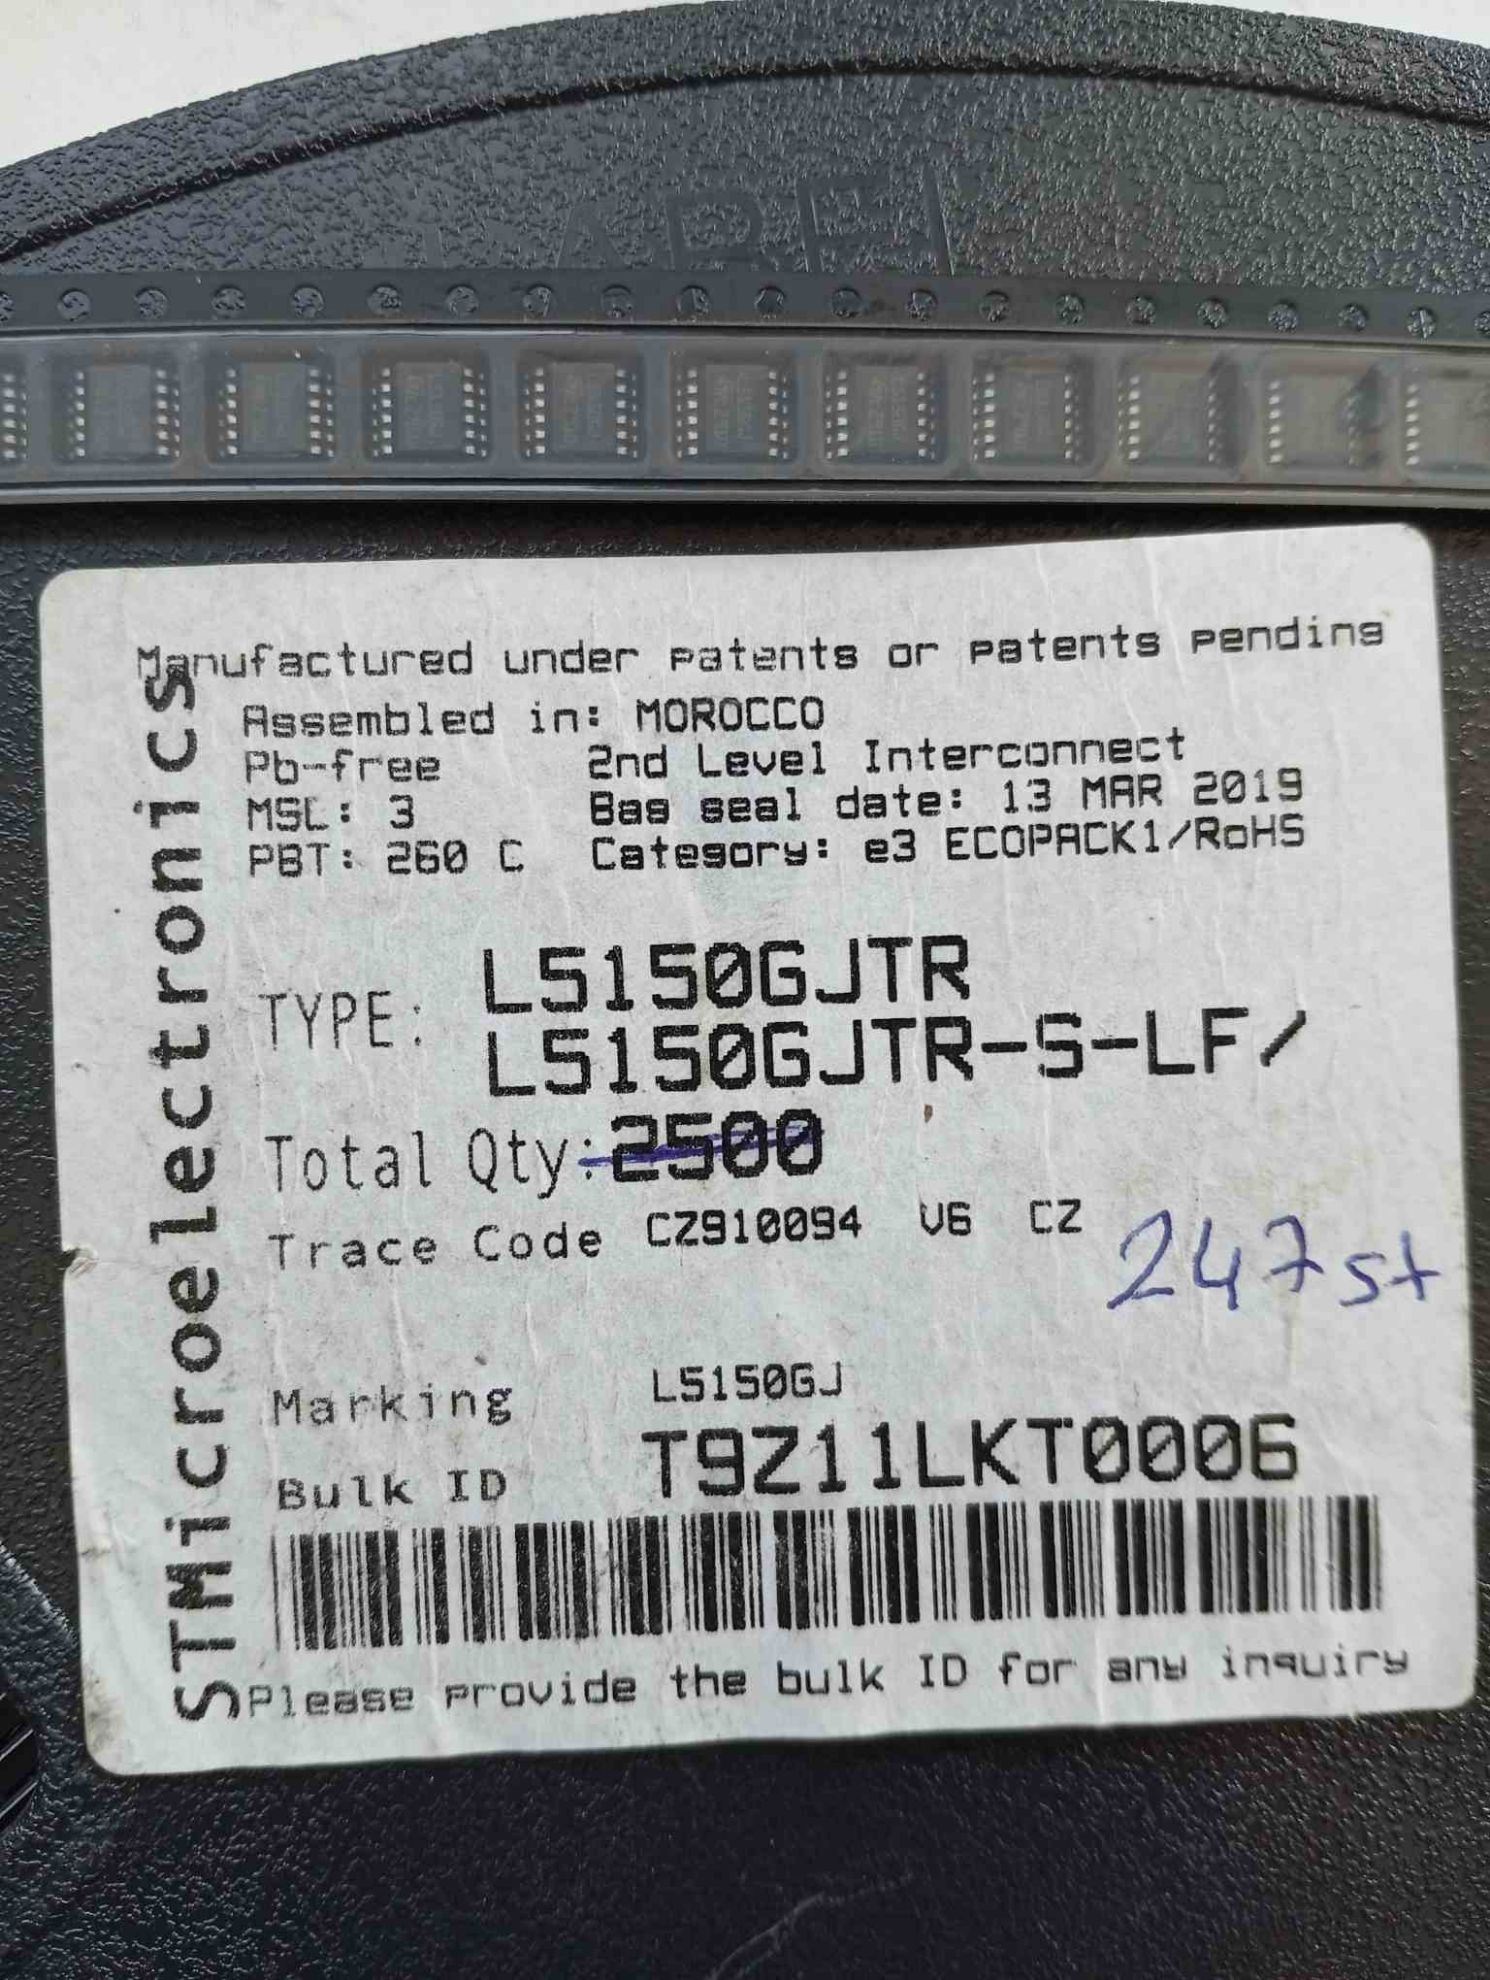 LABEL
Manufactured under patents or patents pending
Assembled in: MOROCCO
Pb-free 2nd Level Interconnect
MSL: 3 Bag seal date: 13 MAR 2019
PBT: 260 C Category: e3 ECOPACK1/RoHS
TYPE: L5150GJTR
L5150GJTR-S-LF/
Total Qty: 2500
Trace Code CZ910094 V6 CZ
247st
Marking L5150GJ
Bulk ID T9Z11LKT0006
Please provide the bulk ID for any inquiry
STMicroelectronics